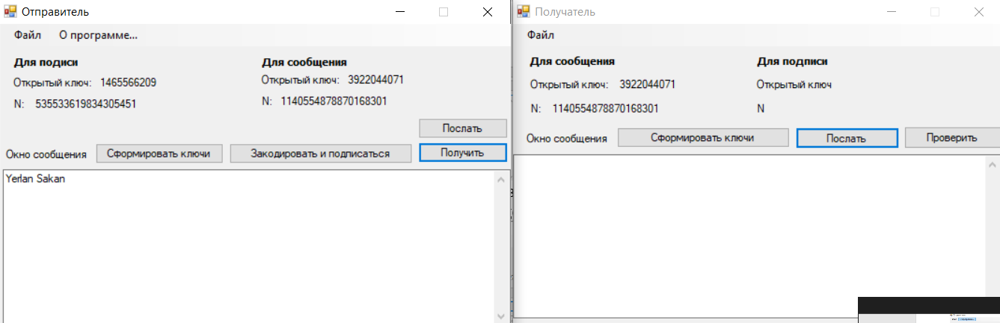 Отправитель
Файл О программе...
Для подиси Для сообщения
Открытый ключ: 1465566209 Открытый ключ: 3922044071
N: 535533619834305451 N: 1140554878870168301
Послать
Окно сообщения Сформировать ключи Закодировать и подписаться Получить
Yerlan Sakan
Получатель
Файл
Для сообщения Для подписи
Открытый ключ: 3922044071 Открытый ключ
N: 1140554878870168301 N
Окно сообщения Сформировать ключи Послать Проверить